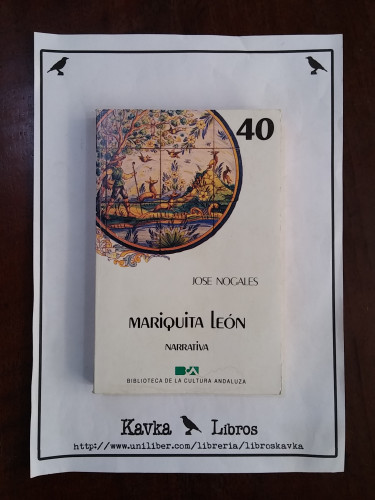 40
JOSE NOGALES
MARIQUITA LEÓN
NARRATIVA
BIBLIOTECA DE LA CULTURA ANDALUZA
Kavka Libros
http://www.uniliber.com/libreria/libroskavka